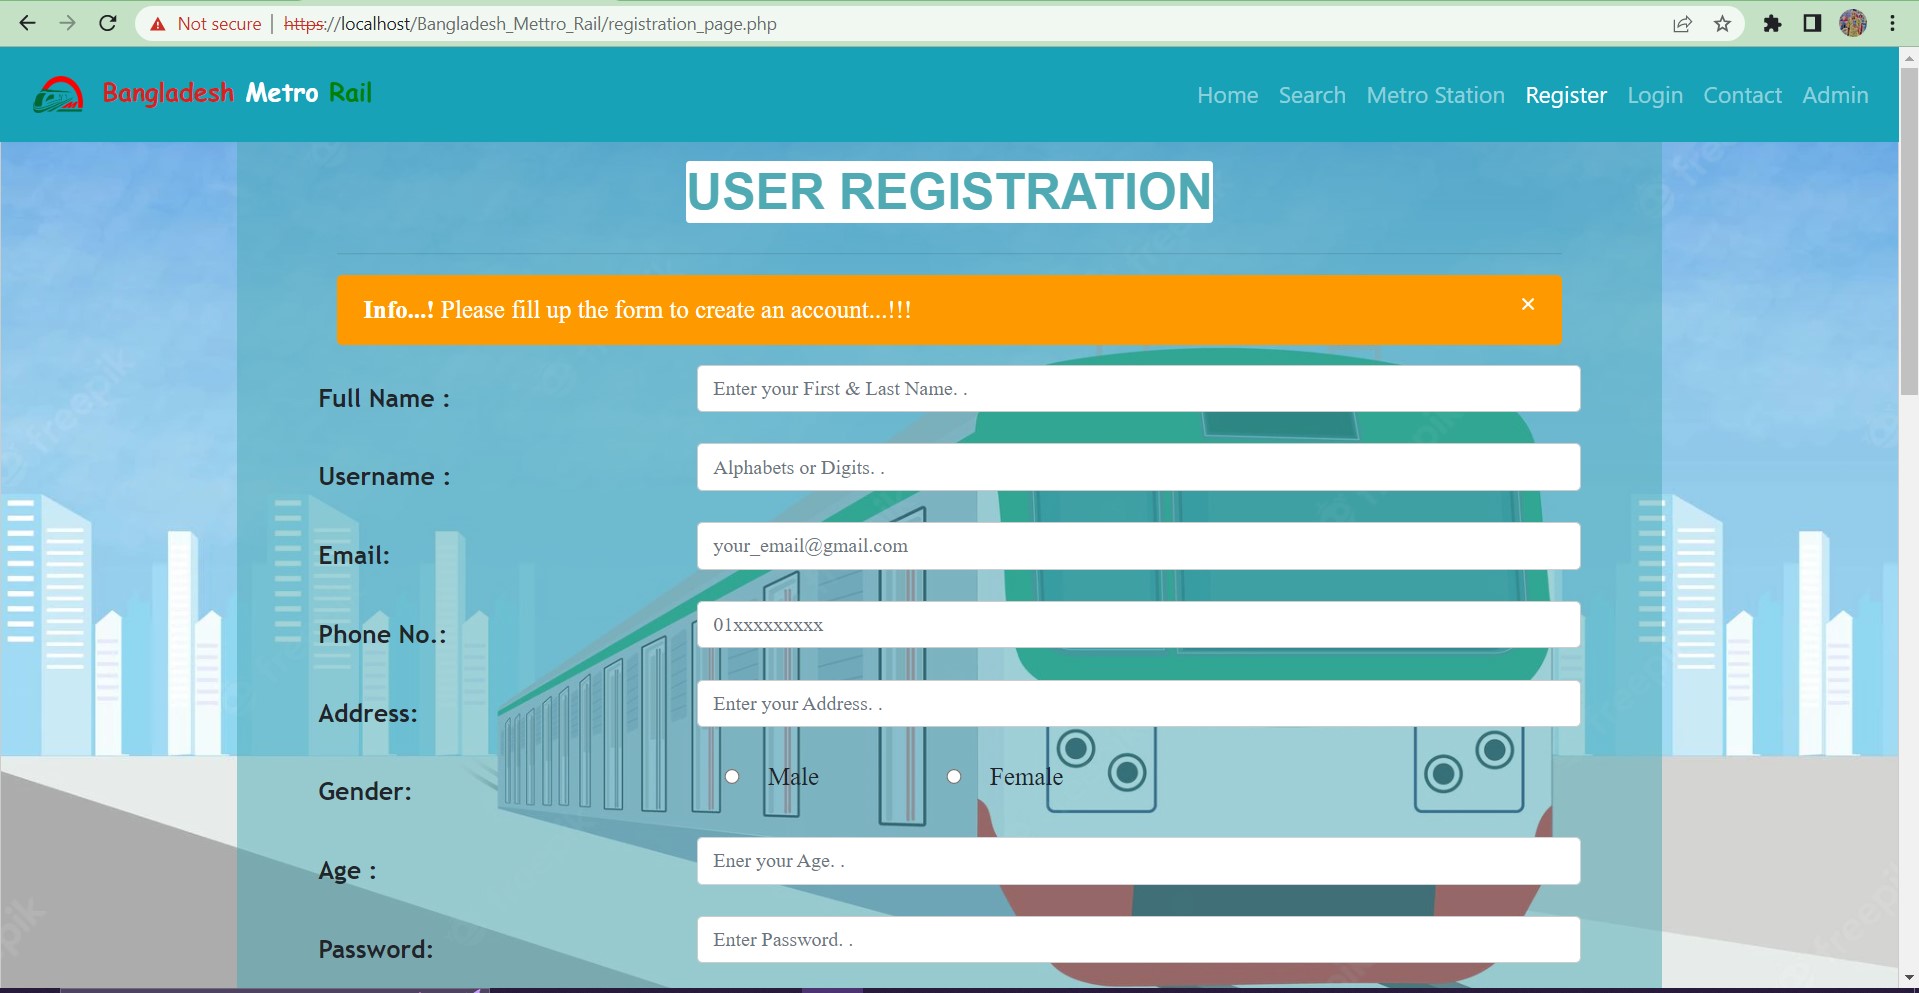 Not secure | https://localhost/Bangladesh_Mettro_Rail/registration_page.php
Bangladesh Metro Rail
Home Search Metro Station Register Login Contact Admin
USER REGISTRATION
Info...! Please fill up the form to create an account...!!! ×
Full Name : Enter your First & Last Name. .
Username : Alphabets or Digits. .
Email: your_email@gmail.com
Phone No.: 01xxxxxxxxx
Address: Enter your Address. .
Gender: Male Female
Age : Ener your Age. .
Password: Enter Password. .
freepik
freepik